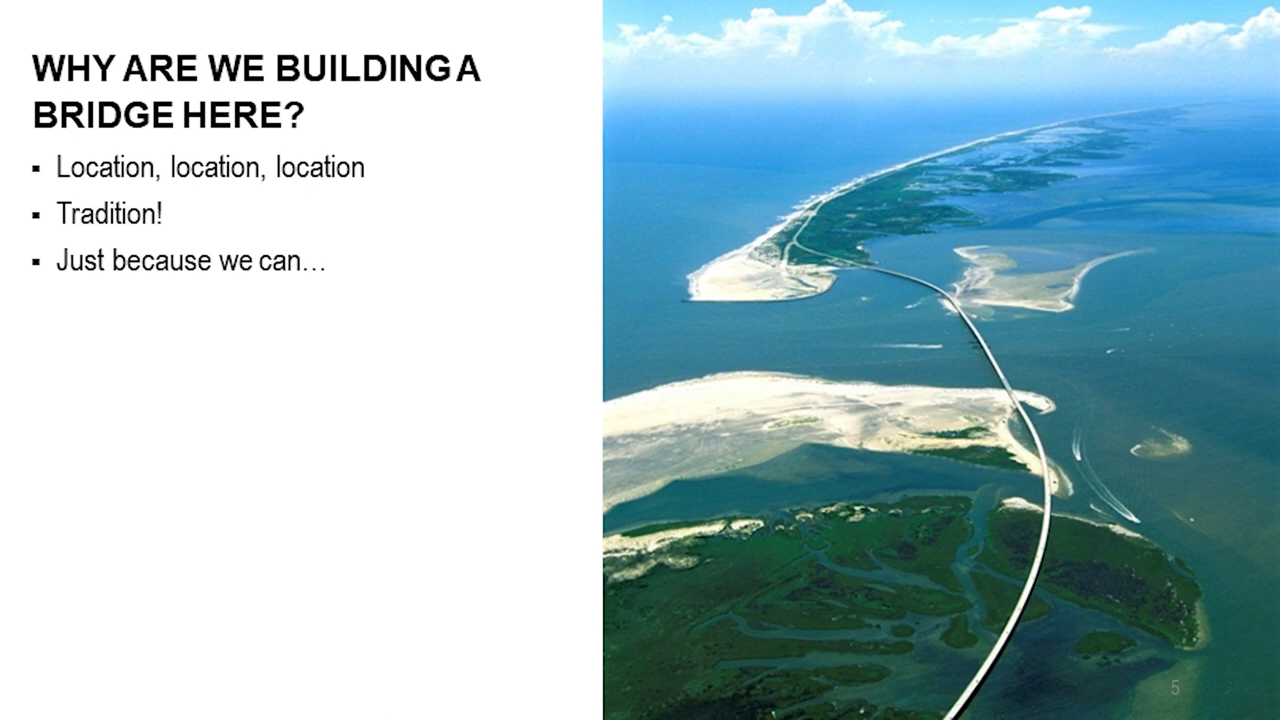 WHY ARE WE BUILDING A
BRIDGE HERE?
▪ Location, location, location
▪ Tradition!
▪ Just because we can…
5